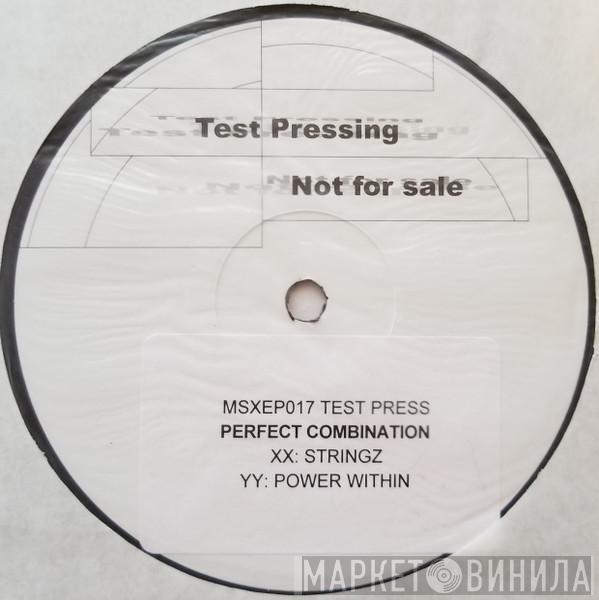 Test Pressing
Not for sale
MSXEP017 TEST PRESS
PERFECT COMBINATION
XX: STRINGZ
YY: POWER WITHIN
МАРКЕТ ВИНИЛА